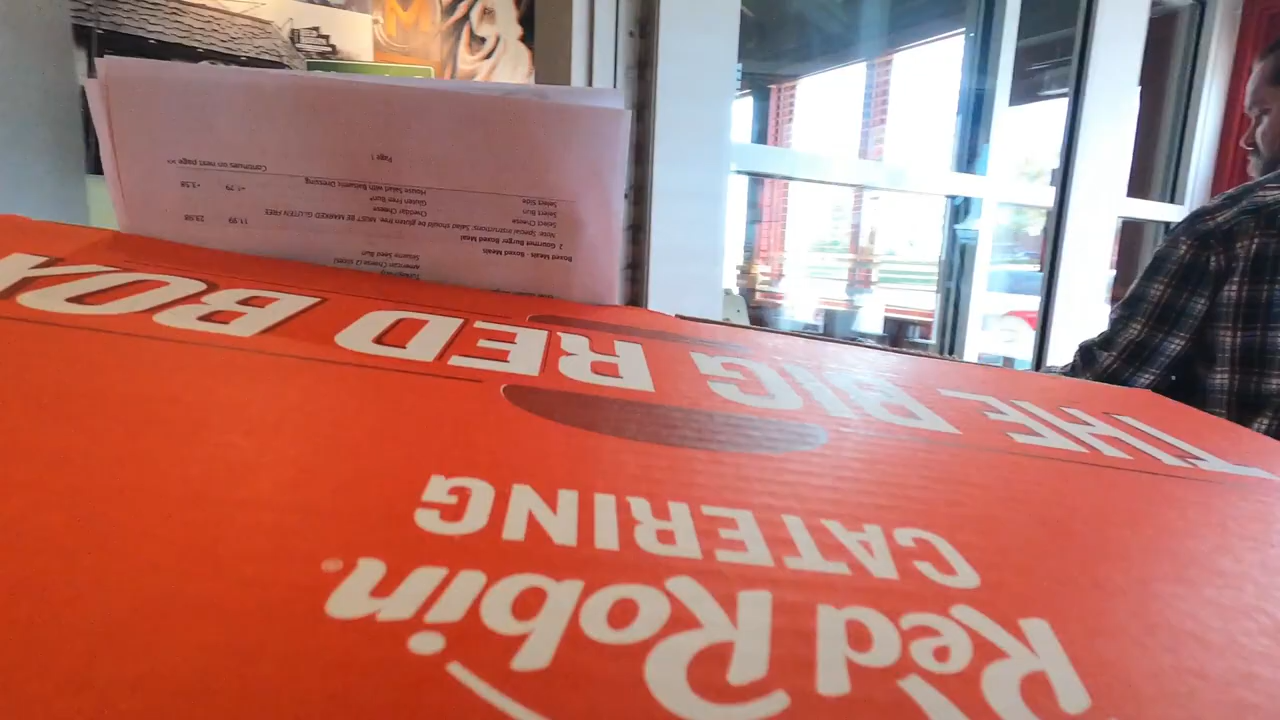 Red Robin®
CATERING
THE BIG RED BOX
American Cheese (2 slices)
Sesame Seed Bun
Boxed Meals - Boxed Meals
2 Gourmet Burger Boxed Meal 11.99 23.98
Note: Special Instructions: Salad should be gluten free. MUST BE MARKED GLUTEN FREE
Select Cheese Cheddar Cheese
Select Bun Gluten Free Bun
Select Side House Salad with Balsamic Dressing +1.79 +3.58
Continues on next page >>
Page 1
M